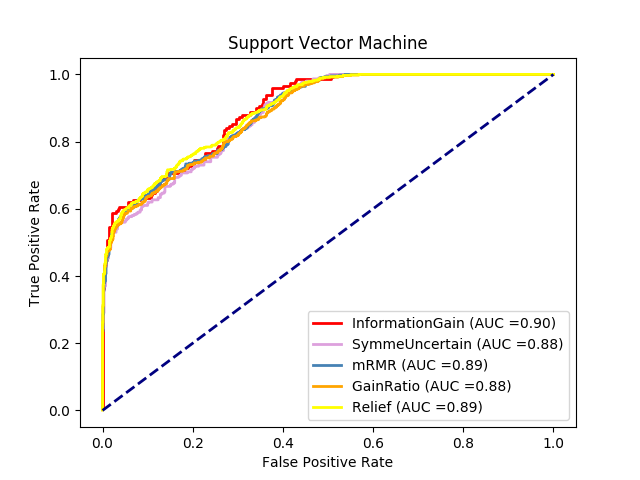 Support Vector Machine
1.0
0.8
0.6
0.4
0.2
0.0
True Positive Rate
InformationGain (AUC =0.90)
SymmeUncertain (AUC =0.88)
mRMR (AUC =0.89)
GainRatio (AUC =0.88)
Relief (AUC =0.89)
0.0 0.2 0.4 0.6 0.8 1.0
False Positive Rate